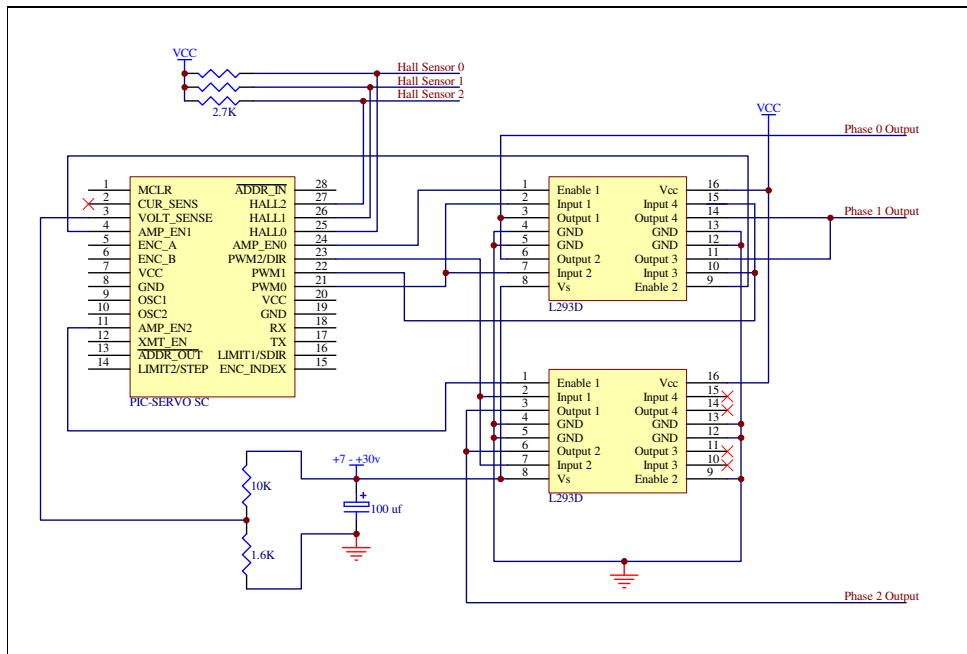 VCC
Hall Sensor 0
Hall Sensor 1
Hall Sensor 2
2.7K
VCC
Phase 0 Output
Phase 1 Output
1 MCLR ADDR_IN 28
2 CUR_SENS HALL2 27
3 VOLT_SENSE HALL1 26
4 AMP_EN1 HALL0 25
5 ENC_A AMP_EN0 24
6 ENC_B PWM2/DIR 23
7 VCC PWM1 22
8 GND PWM0 21
9 OSC1 VCC 20
10 OSC2 GND 19
11 AMP_EN2 RX 18
12 XMT_EN TX 17
13 ADDR_OUT LIMIT1/SDIR 16
14 LIMIT2/STEP ENC_INDEX 15
PIC-SERVO SC
1 Enable 1 Vcc 16
2 Input 1 Input 4 15
3 Output 1 Output 4 14
4 GND GND 13
5 GND GND 12
6 Output 2 Output 3 11
7 Input 2 Input 3 10
8 Vs Enable 2 9
L293D
1 Enable 1 Vcc 16
2 Input 1 Input 4 15
3 Output 1 Output 4 14
4 GND GND 13
5 GND GND 12
6 Output 2 Output 3 11
7 Input 2 Input 3 10
8 Vs Enable 2 9
L293D
+7 - +30v
10K
+
100 uf
1.6K
Phase 2 Output